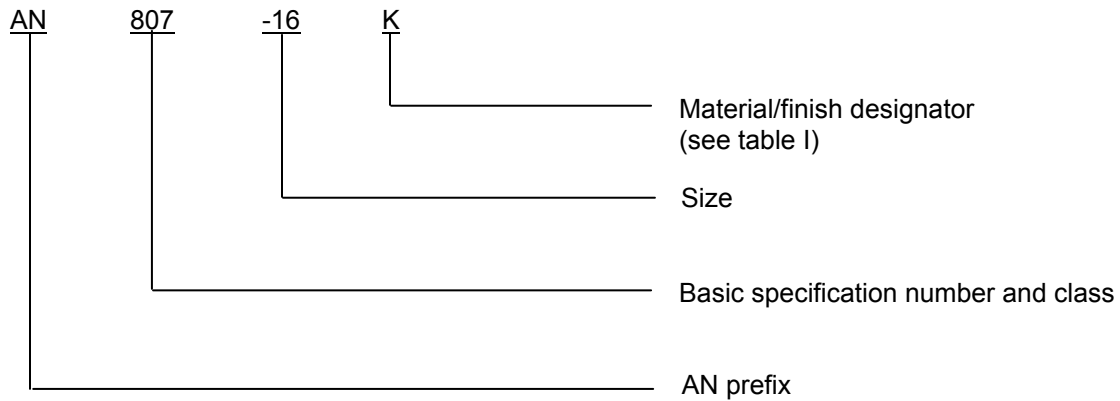 AN 807 -16 K
Material/finish designator
(see table I)
Size
Basic specification number and class
AN prefix